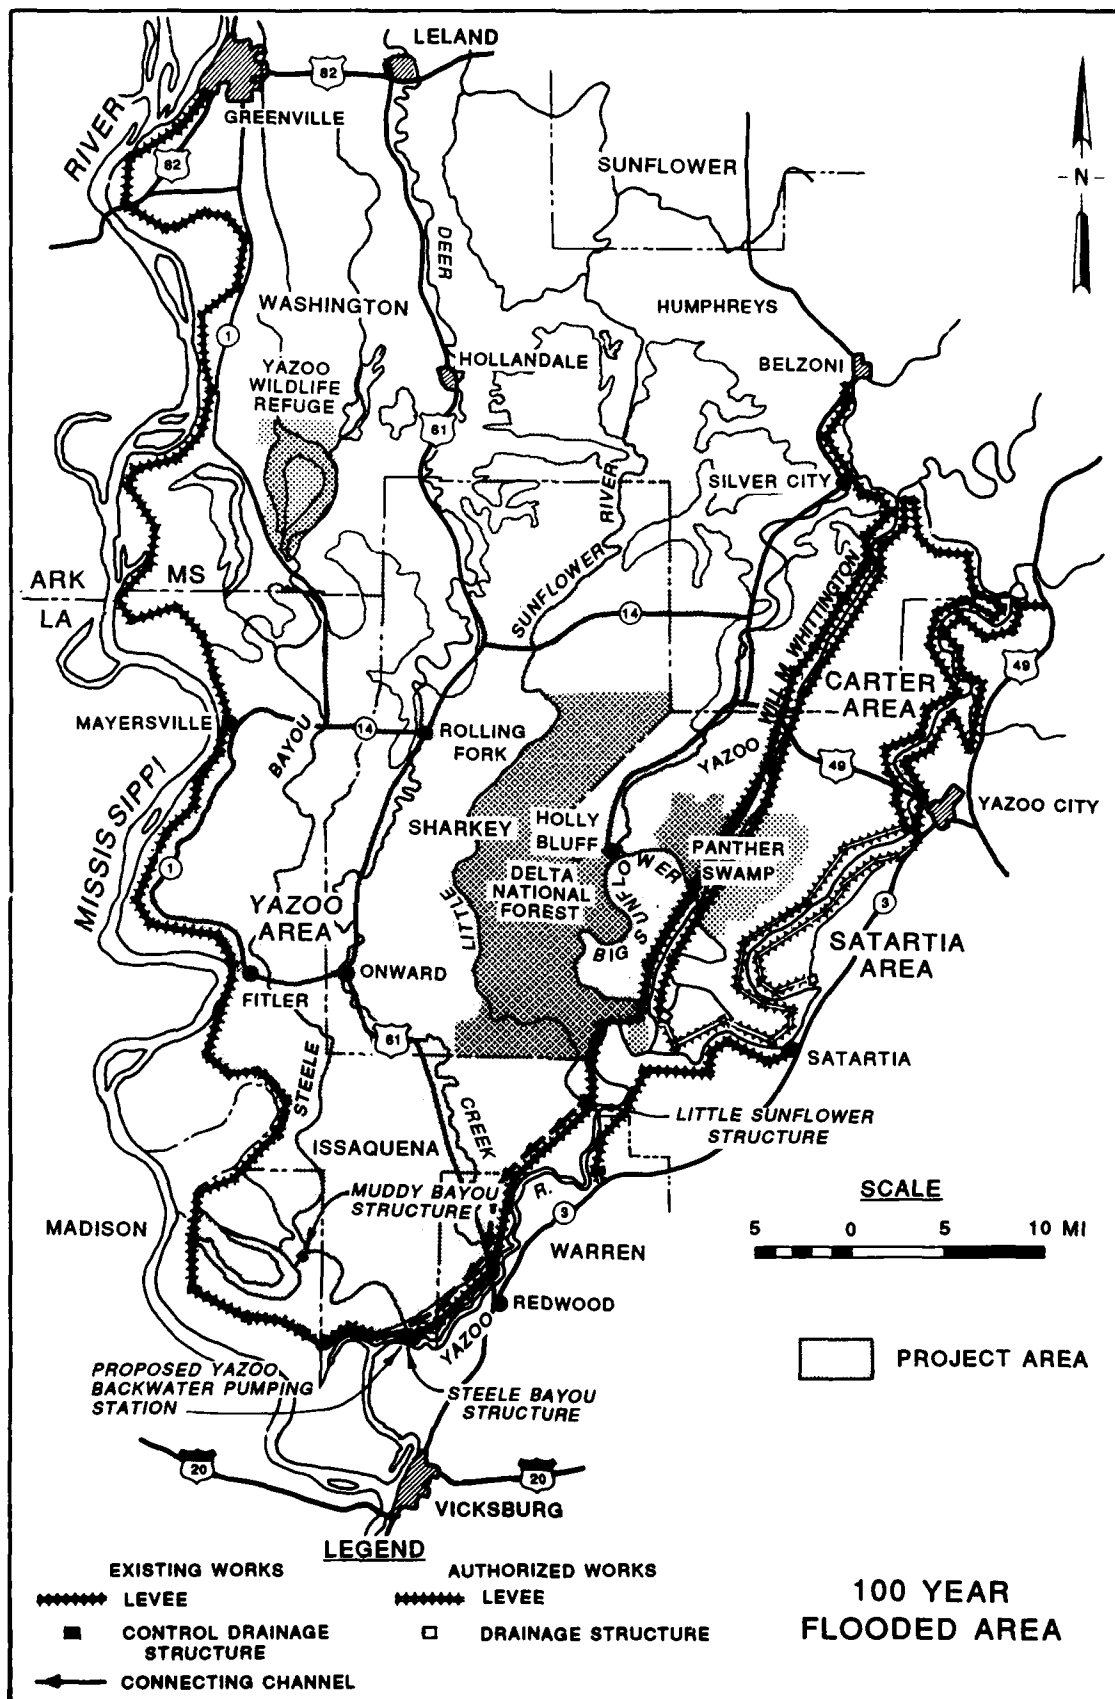 LELAND
82
GREENVILLE
RIVER
82
SUNFLOWER
N
DEER
WASHINGTON
HUMPHREYS
1
HOLLANDALE
BELZONI
YAZOO
WILDLIFE
REFUGE
61
SILVER CITY
RIVER
ARK
MS
LA
SUNFLOWER
14
WILL M. WHITTINGTON
49
CARTER
AREA
MAYERSVILLE
BAYOU
14
ROLLING
FORK
YAZOO
49
YAZOO CITY
MISSISSIPPI
SHARKEY
HOLLY
BLUFF
PANTHER
SWAMP
1
DELTA
NATIONAL
FOREST
LITTLE
BIG SUNFLOWER
3
YAZOO
AREA
SATARTIA
AREA
ONWARD
FITLER
61
SATARTIA
STEELE
CREEK
LITTLE SUNFLOWER
STRUCTURE
ISSAQUENA
MUDDY BAYOU
STRUCTURE
R.
3
SCALE
MADISON
5 0 5 10 MI
WARREN
REDWOOD
YAZOO
PROPOSED YAZOO
BACKWATER PUMPING
STATION
STEELE BAYOU
STRUCTURE
PROJECT AREA
20
20
VICKSBURG
LEGEND
EXISTING WORKS
LEVEE
CONTROL DRAINAGE
STRUCTURE
CONNECTING CHANNEL
AUTHORIZED WORKS
LEVEE
DRAINAGE STRUCTURE
100 YEAR
FLOODED AREA